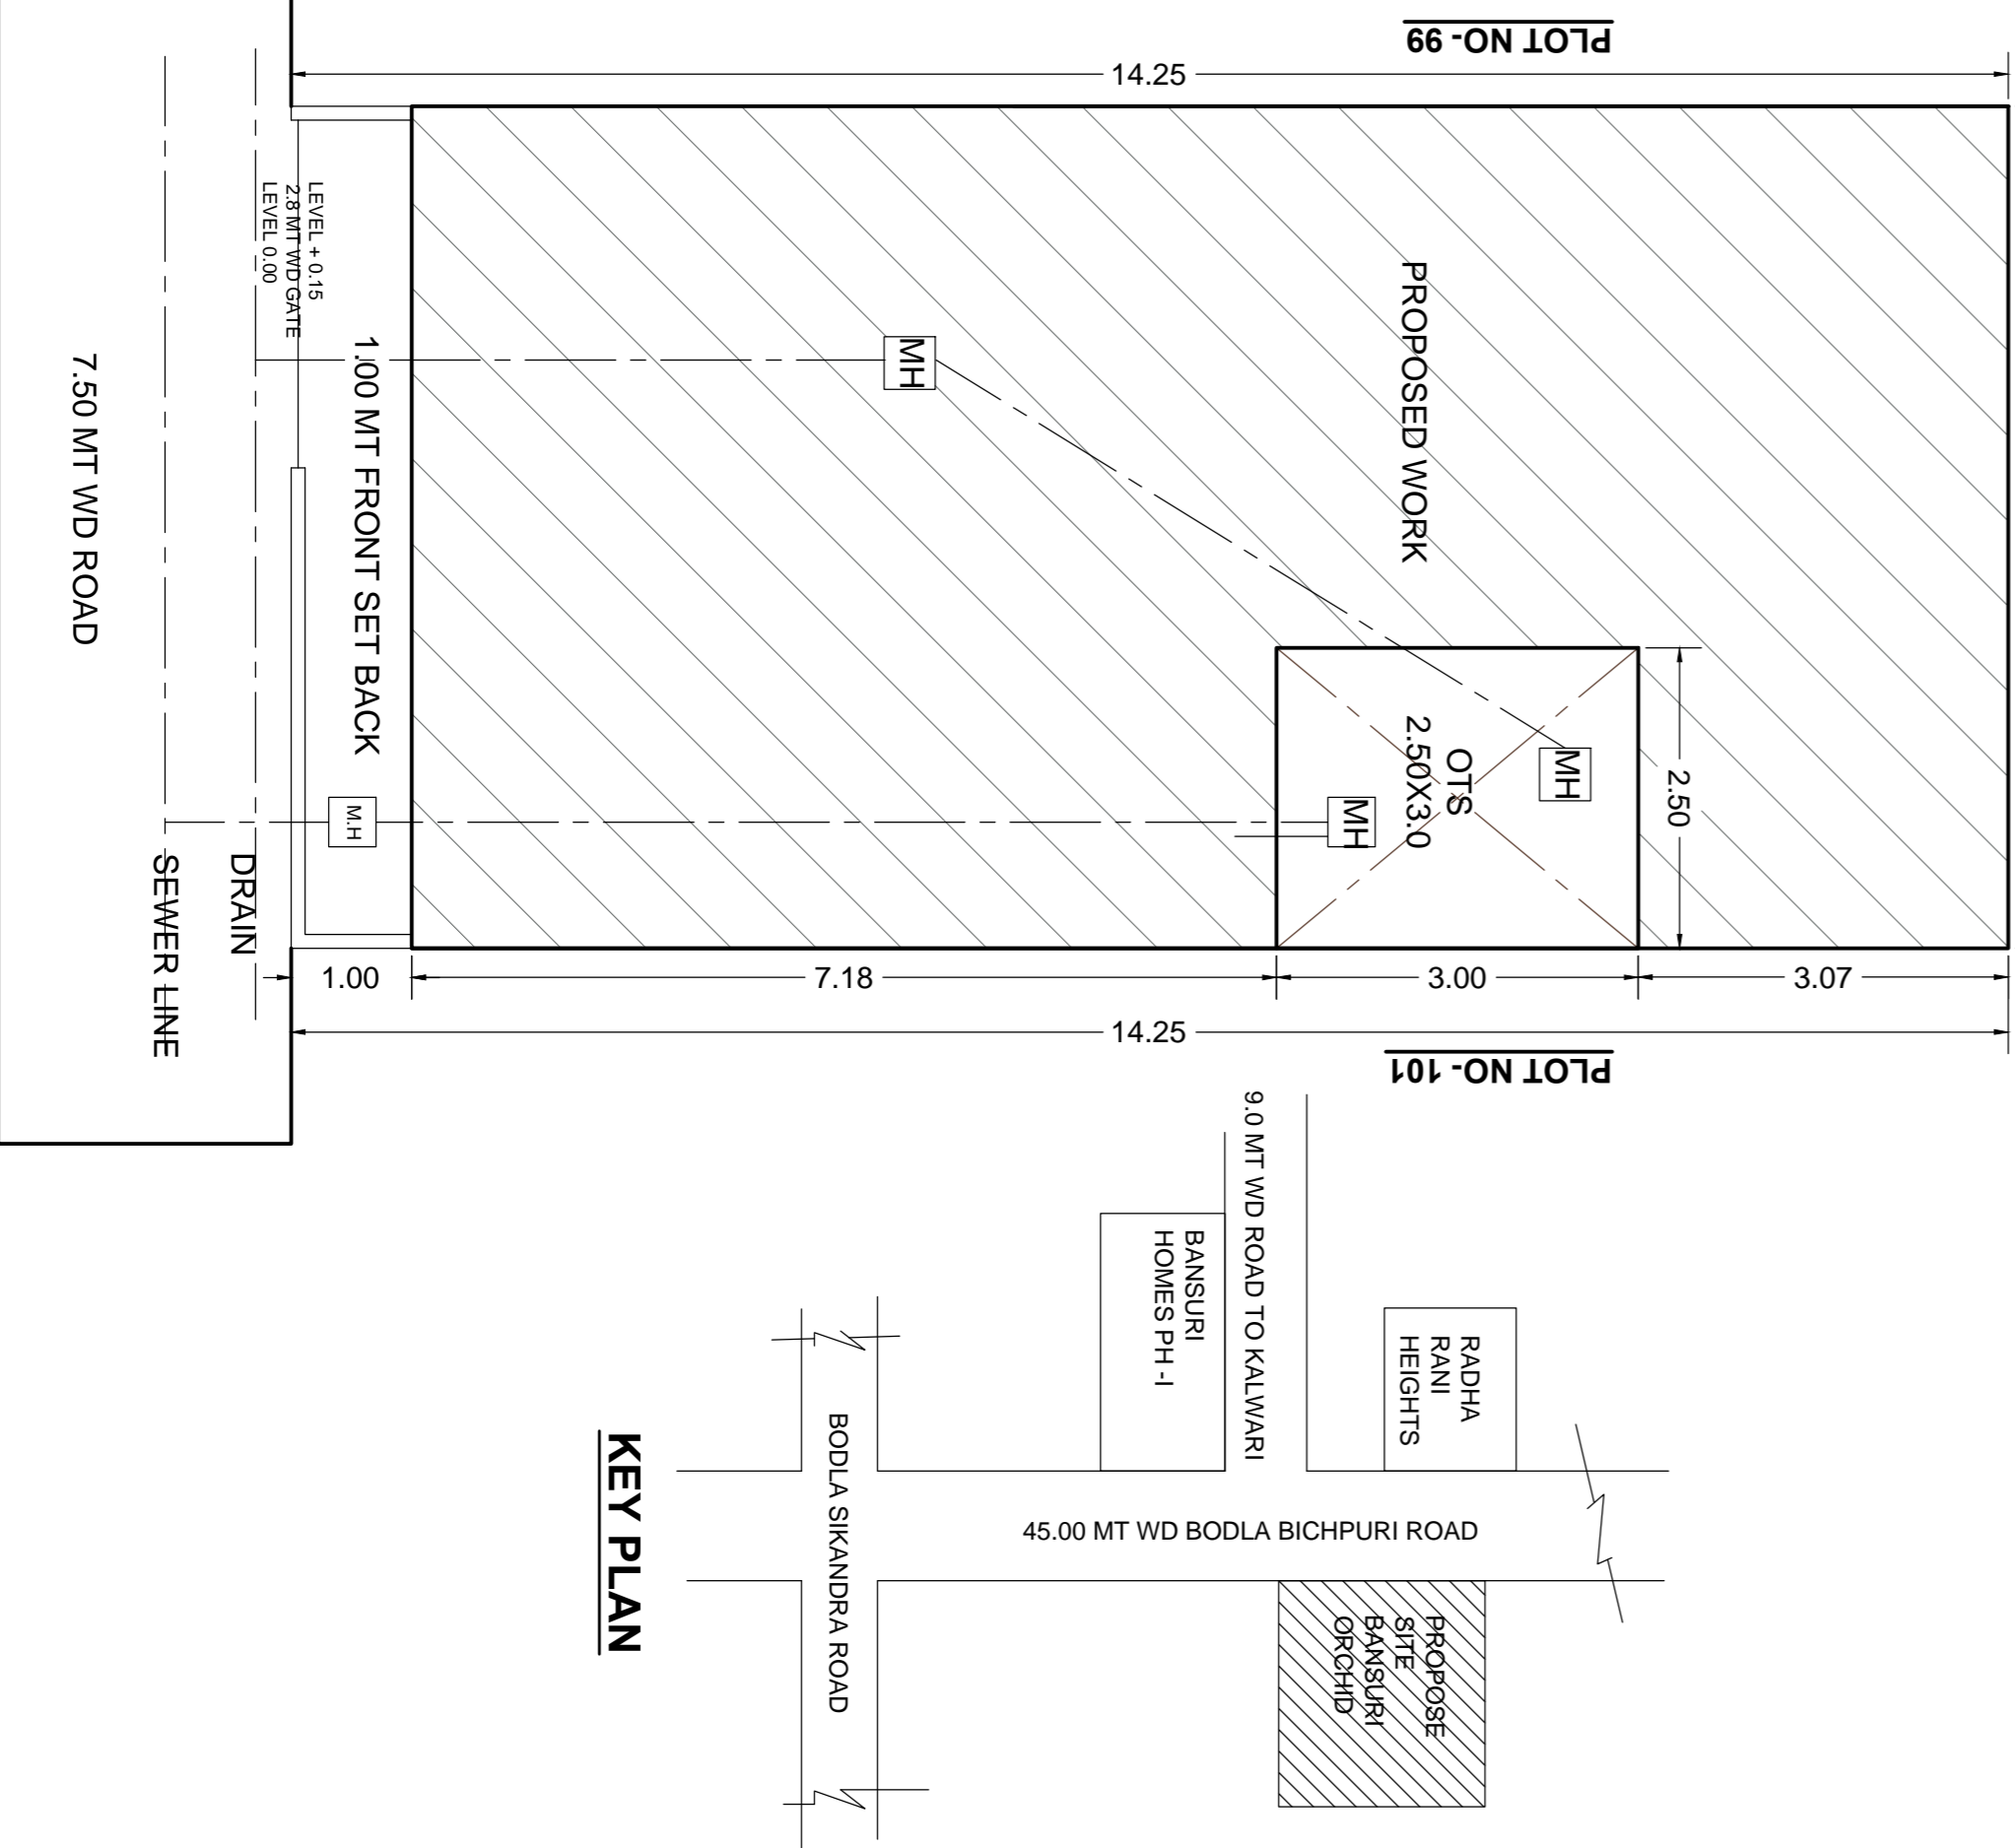 PLOT NO- 99
14.25
PROPOSED WORK
LEVEL + 0.15
2.8 MT WD GATE
LEVEL 0.00
1.00 MT FRONT SET BACK
7.50 MT WD ROAD
MH
MH
OTS
2.50X3.0
MH
2.50
M.H
DRAIN
SEWER LINE
1.00
7.18
3.00
3.07
14.25
PLOT NO- 101
9.0 MT WD ROAD TO KALWARI
BANSURI
HOMES PH -I
RADHA
RANI
HEIGHTS
BODLA SIKANDRA ROAD
45.00 MT WD BODLA BICHPURI ROAD
PROPOSE
SITE
BANSURI
ORCHID
KEY PLAN